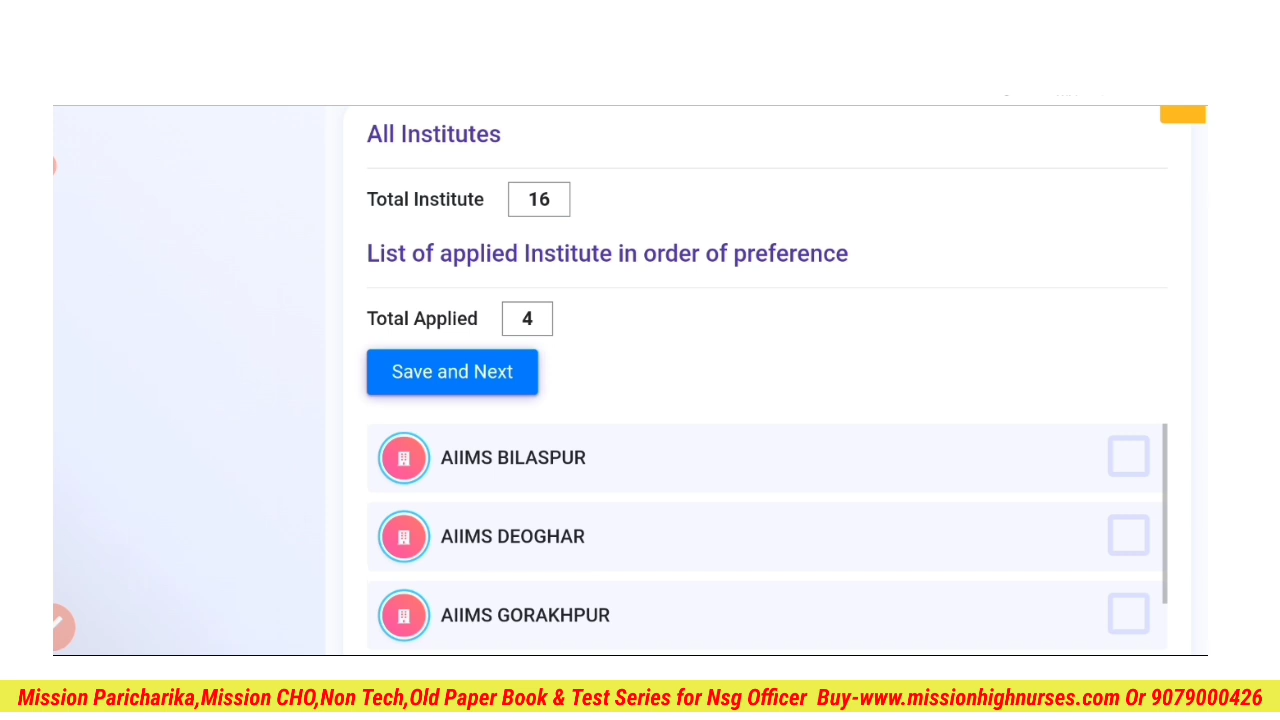 All Institutes
Total Institute 16
List of applied Institute in order of preference
Total Applied 4
Save and Next
AIIMS BILASPUR
AIIMS DEOGHAR
AIIMS GORAKHPUR
Mission Paricharika,Mission CHO,Non Tech,Old Paper Book & Test Series for Nsg Officer Buy-www.missionhighnurses.com Or 9079000426